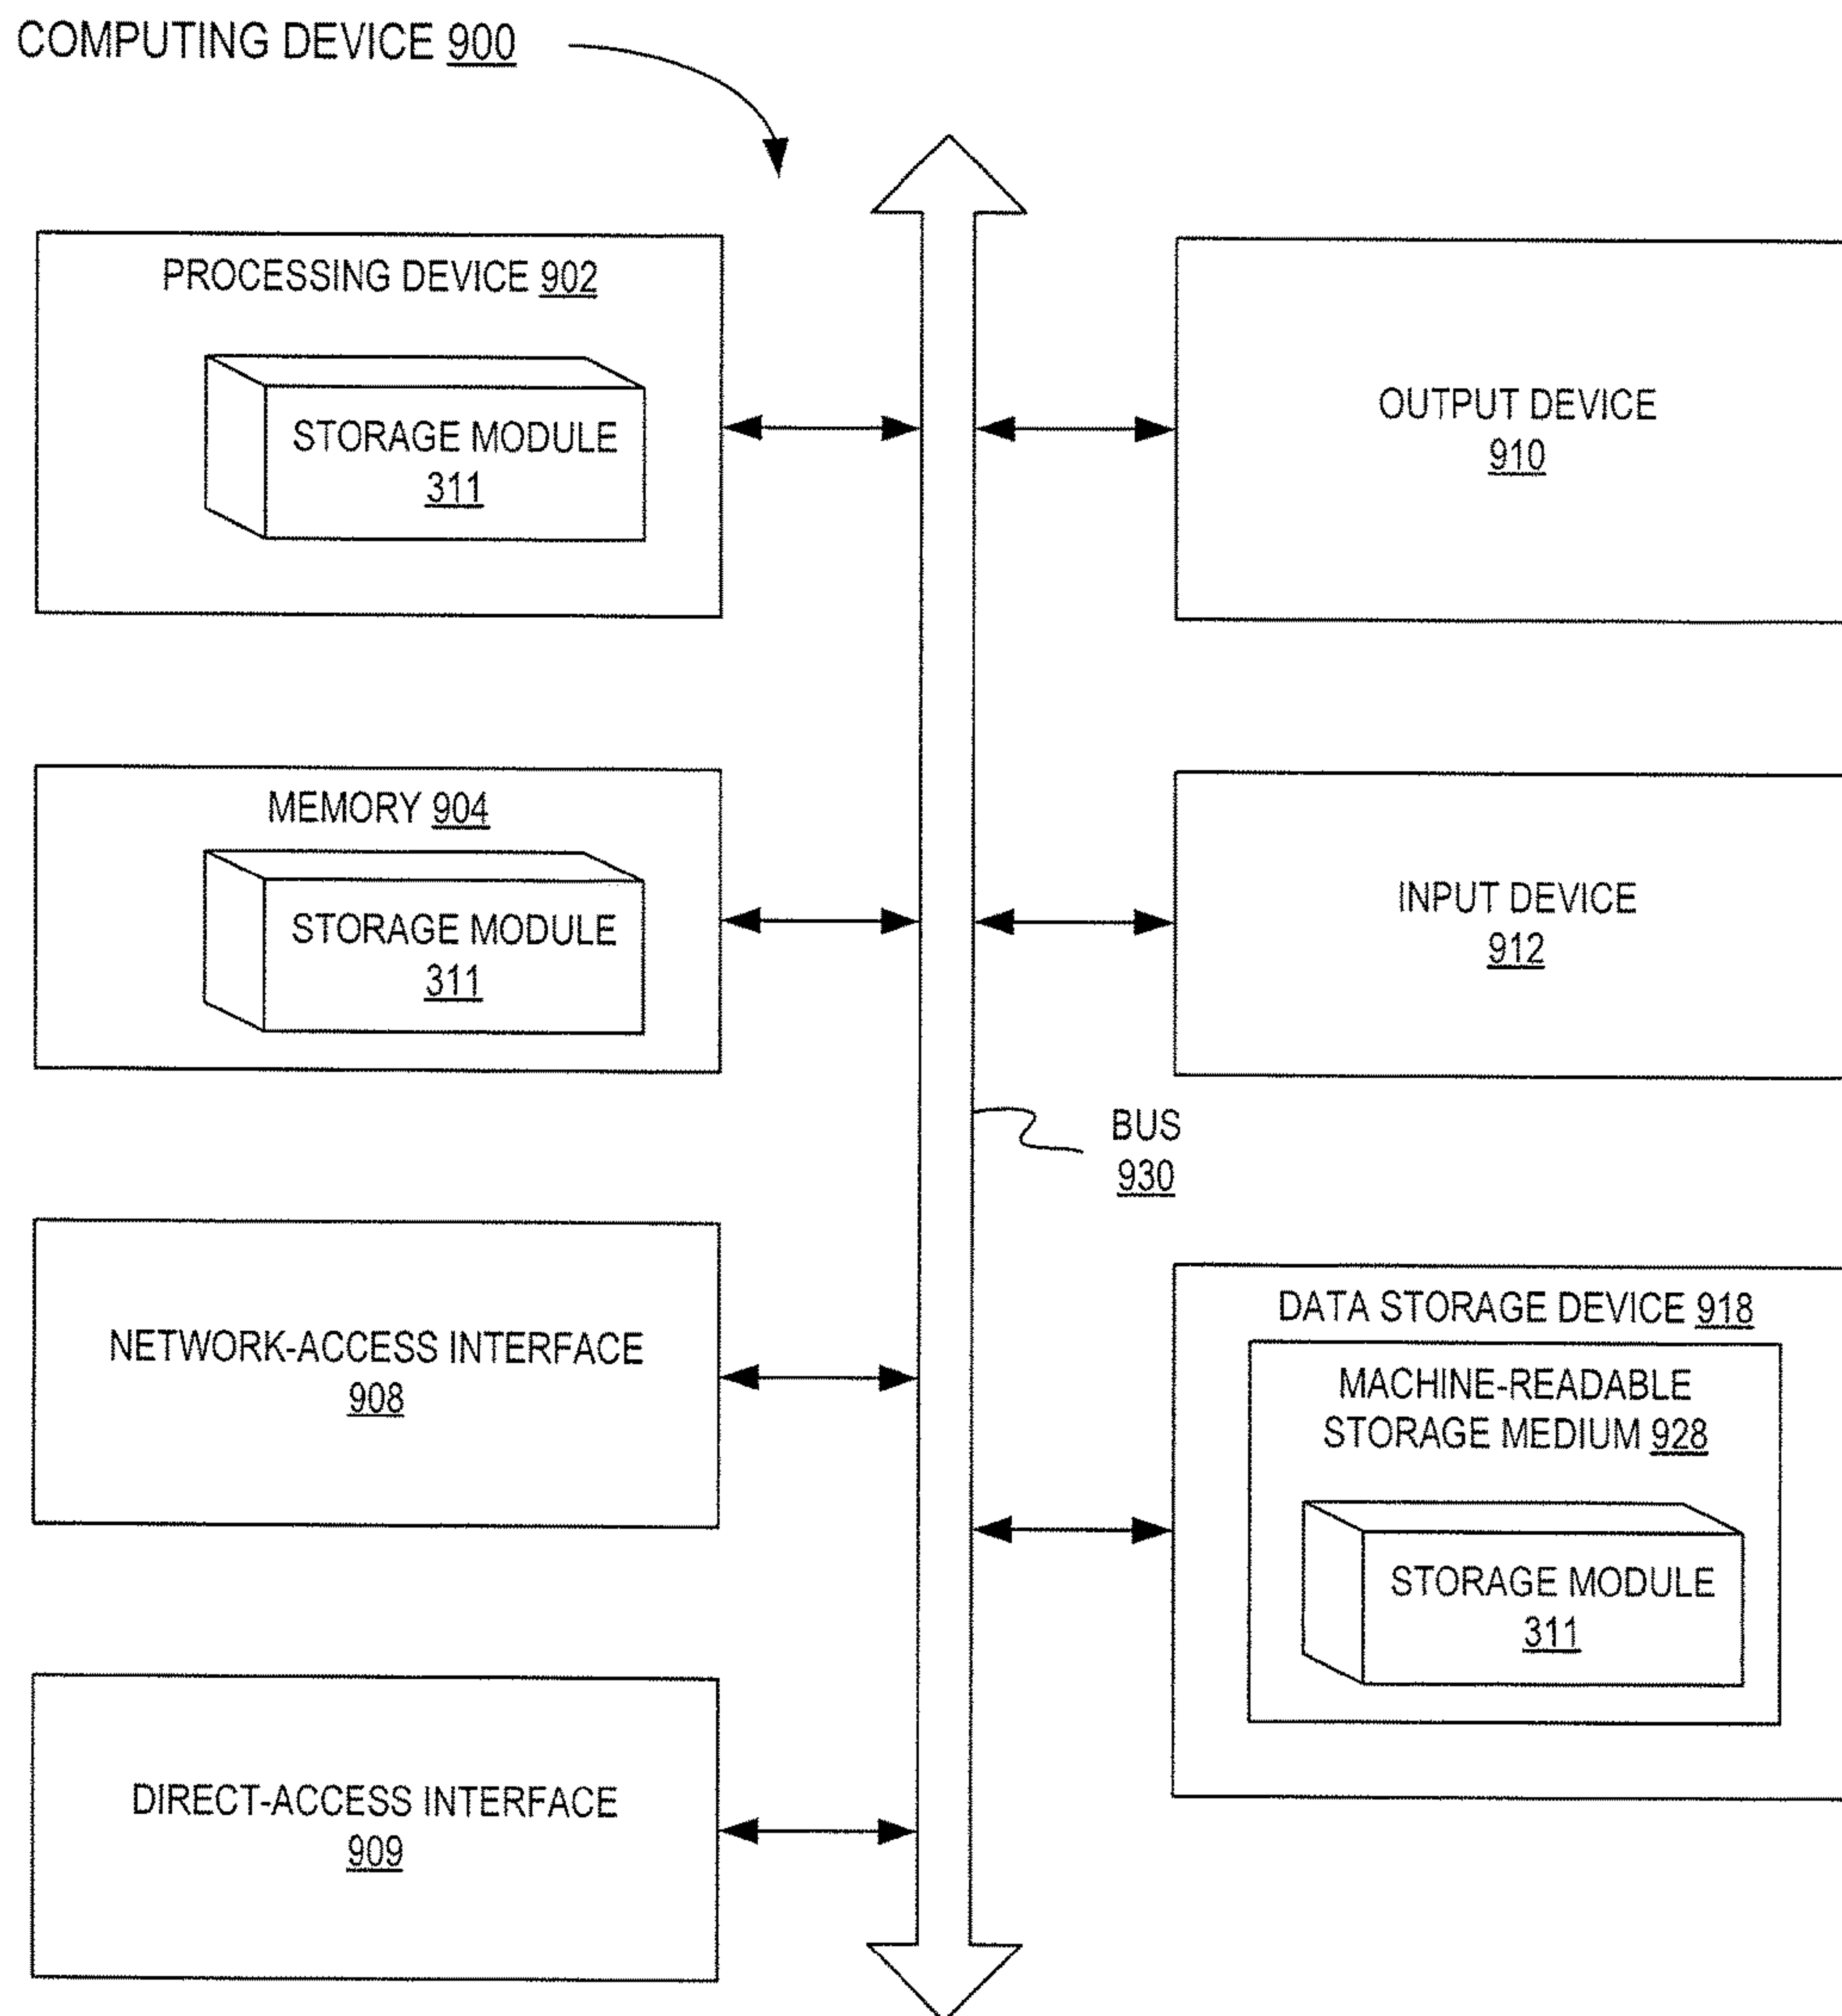 COMPUTING DEVICE 900
PROCESSING DEVICE 902
STORAGE MODULE
311
OUTPUT DEVICE
910
MEMORY 904
STORAGE MODULE
311
INPUT DEVICE
912
BUS
930
NETWORK-ACCESS INTERFACE
908
DATA STORAGE DEVICE 918
MACHINE-READABLE
STORAGE MEDIUM 928
STORAGE MODULE
311
DIRECT-ACCESS INTERFACE
909